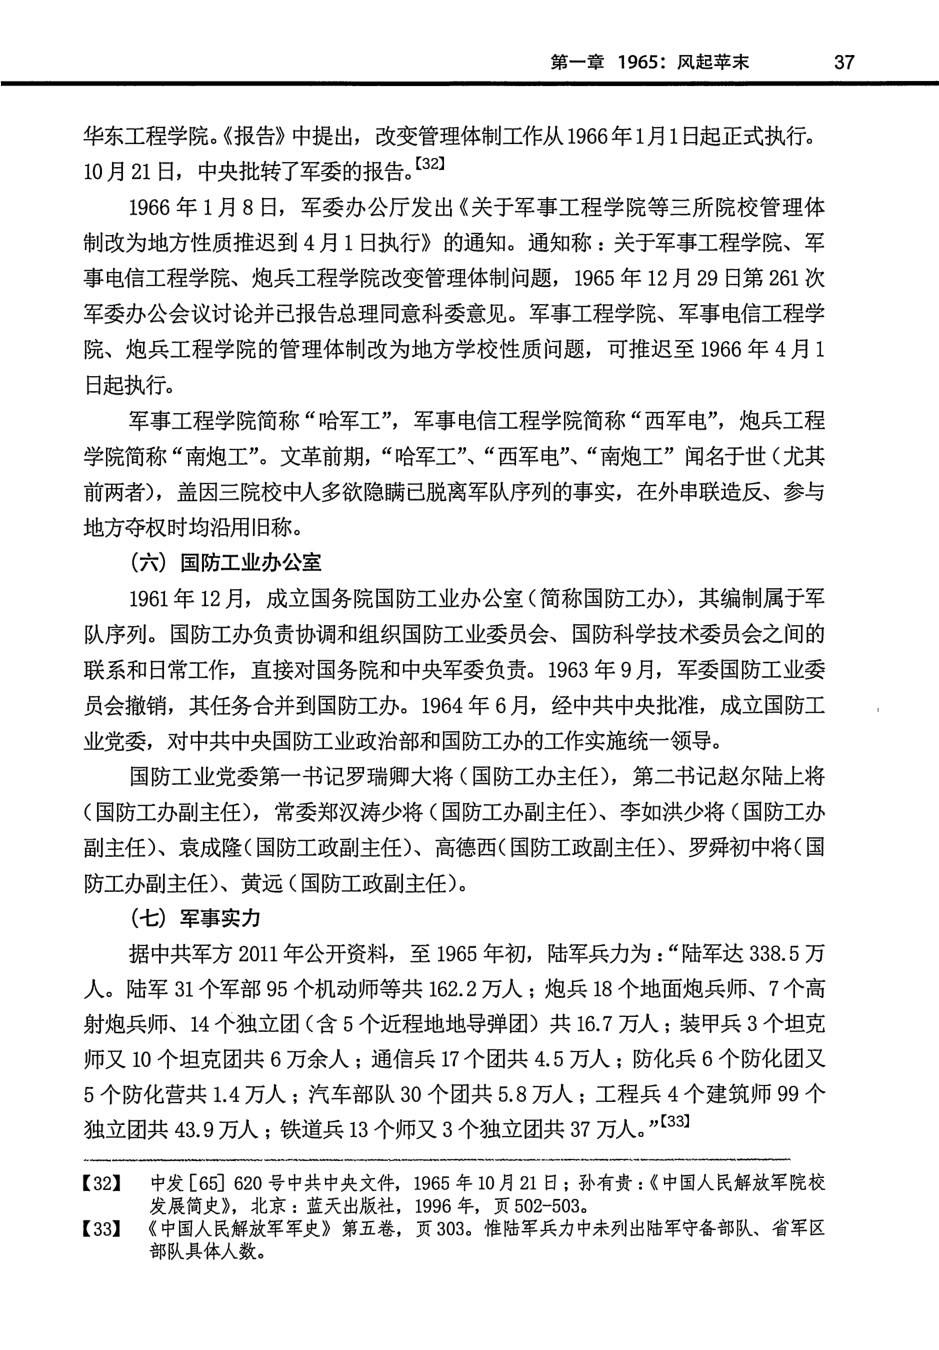 第一章 1965：风起苹末 37
华东工程学院。《报告》中提出，改变管理体制工作从1966年1月1日起正式执行。
10月21日，中央批转了军委的报告。【32】
1966年1月8日，军委办公厅发出《关于军事工程学院等三所院校管理体
制改为地方性质推迟到4月1日执行》的通知。通知称：关于军事工程学院、军
事电信工程学院、炮兵工程学院改变管理体制问题，1965年12月29日第261次
军委办公会议讨论并已报告总理同意科委意见。军事工程学院、军事电信工程学
院、炮兵工程学院的管理体制改为地方学校性质问题，可推迟至1966年4月1
日起执行。
军事工程学院简称“哈军工”，军事电信工程学院简称“西军电”，炮兵工程
学院简称“南炮工”。文革前期，“哈军工”、“西军电”、“南炮工”闻名于世（尤其
前两者），盖因三院校中人多欲隐瞒已脱离军队序列的事实，在外串联造反、参与
地方夺权时均沿用旧称。
（六）国防工业办公室
1961年12月，成立国务院国防工业办公室（简称国防工办），其编制属于军
队序列。国防工办负责协调和组织国防工业委员会、国防科学技术委员会之间的
联系和日常工作，直接对国务院和中央军委负责。1963年9月，军委国防工业委
员会撤销，其任务合并到国防工办。1964年6月，经中共中央批准，成立国防工
业党委，对中共中央国防工业政治部和国防工办的工作实施统一领导。
国防工业党委第一书记罗瑞卿大将（国防工办主任），第二书记赵尔陆上将
（国防工办副主任），常委郑汉涛少将（国防工办副主任）、李如洪少将（国防工办
副主任）、袁成隆（国防工政副主任）、高德西（国防工政副主任）、罗舜初中将（国
防工办副主任）、黄远（国防工政副主任）。
（七）军事实力
据中共军方2011年公开资料，至1965年初，陆军兵力为：“陆军达338.5万
人。陆军31个军部95个机动师等共162.2万人；炮兵18个地面炮兵师、7个高
射炮兵师、14个独立团（含5个近程地地导弹团）共16.7万人；装甲兵3个坦克
师又10个坦克团共6万余人；通信兵17个团共4.5万人；防化兵6个防化团又
5个防化营共1.4万人；汽车部队30个团共5.8万人；工程兵4个建筑师99个
独立团共43.9万人；铁道兵13个师又3个独立团共37万人。”【33】
【32】 中发［65］620号中共中央文件，1965年10月21日；孙有贵：《中国人民解放军院校
发展简史》，北京：蓝天出版社，1996年，页502-503。
【33】 《中国人民解放军军史》第五卷，页303。惟陆军兵力中未列出陆军守备部队、省军区
部队具体人数。